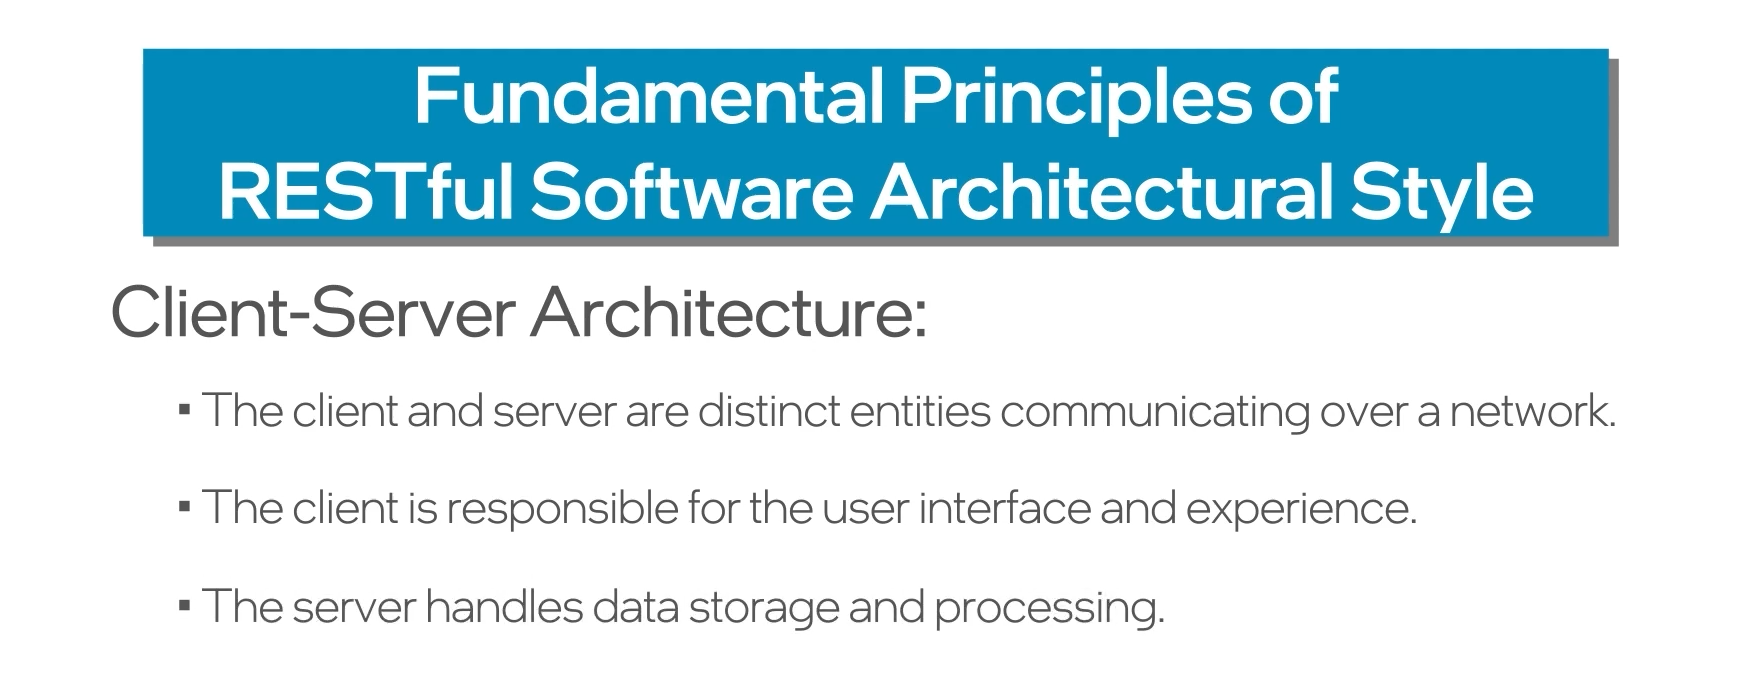 Fundamental Principles of
RESTful Software Architectural Style
Client-Server Architecture:
▪ The client and server are distinct entities communicating over a network.
▪ The client is responsible for the user interface and experience.
▪ The server handles data storage and processing.